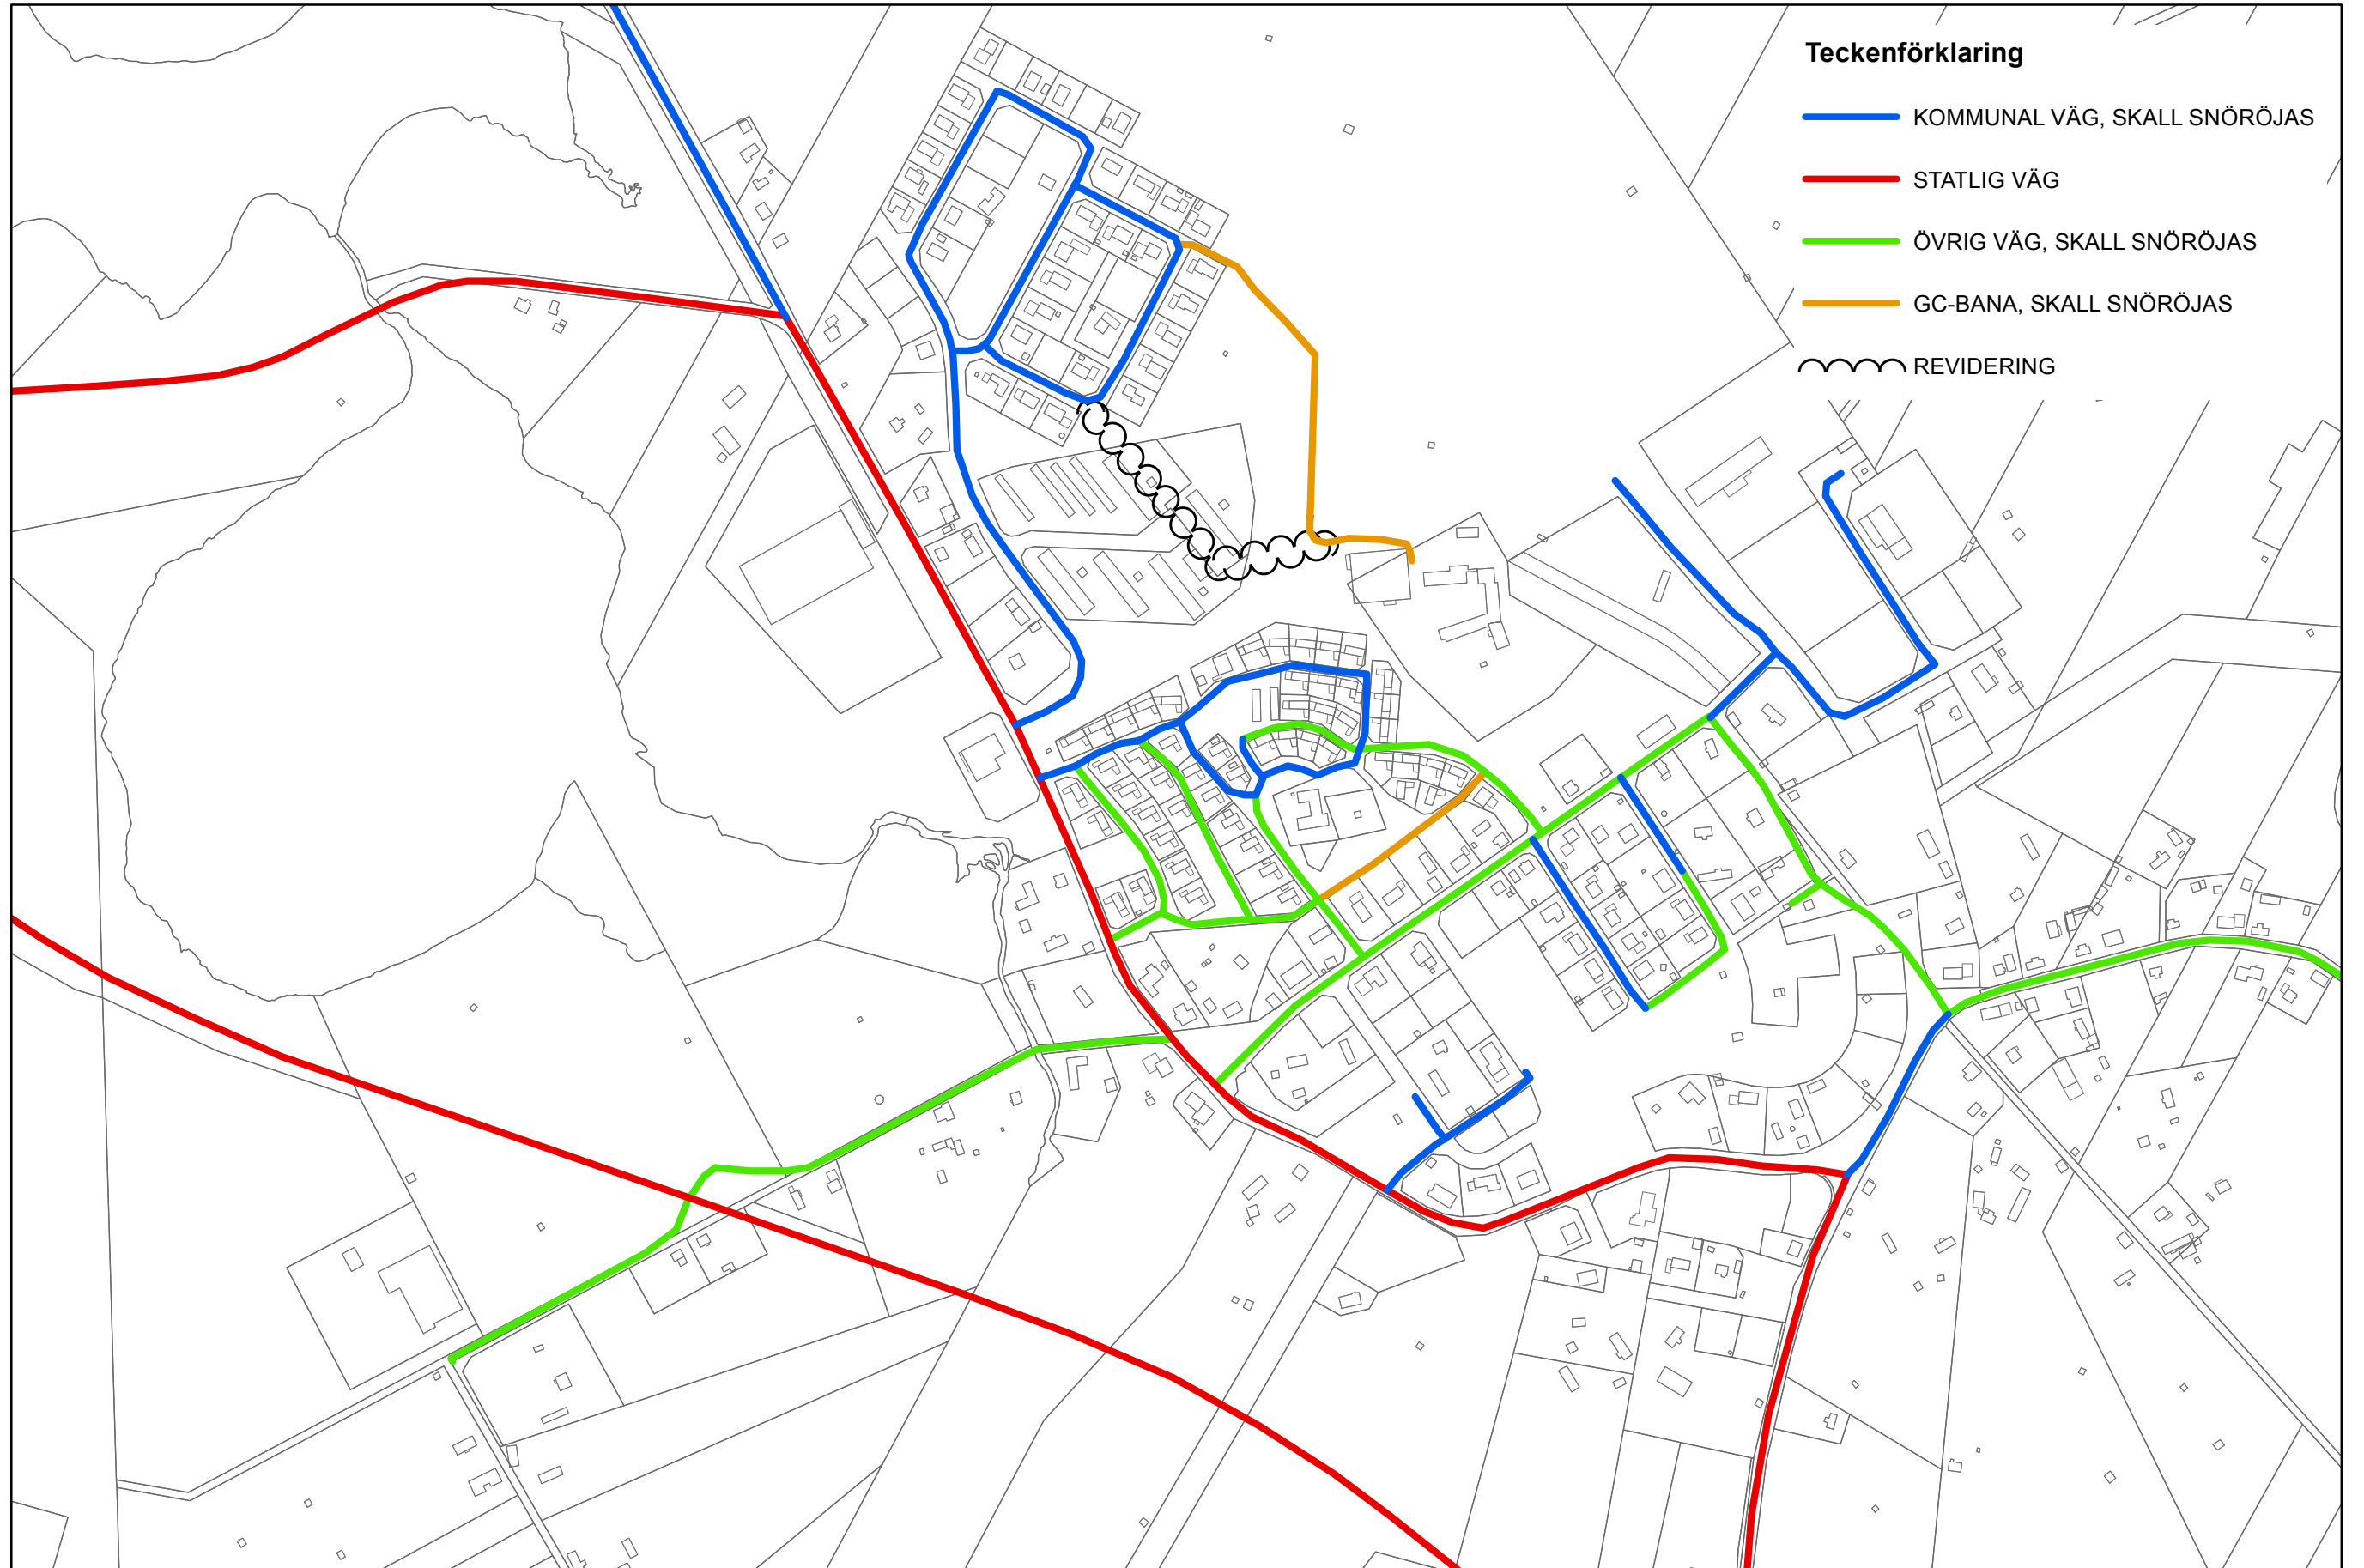 Teckenförklaring
KOMMUNAL VÄG, SKALL SNÖRÖJAS
STATLIG VÄG
ÖVRIG VÄG, SKALL SNÖRÖJAS
GC-BANA, SKALL SNÖRÖJAS
REVIDERING